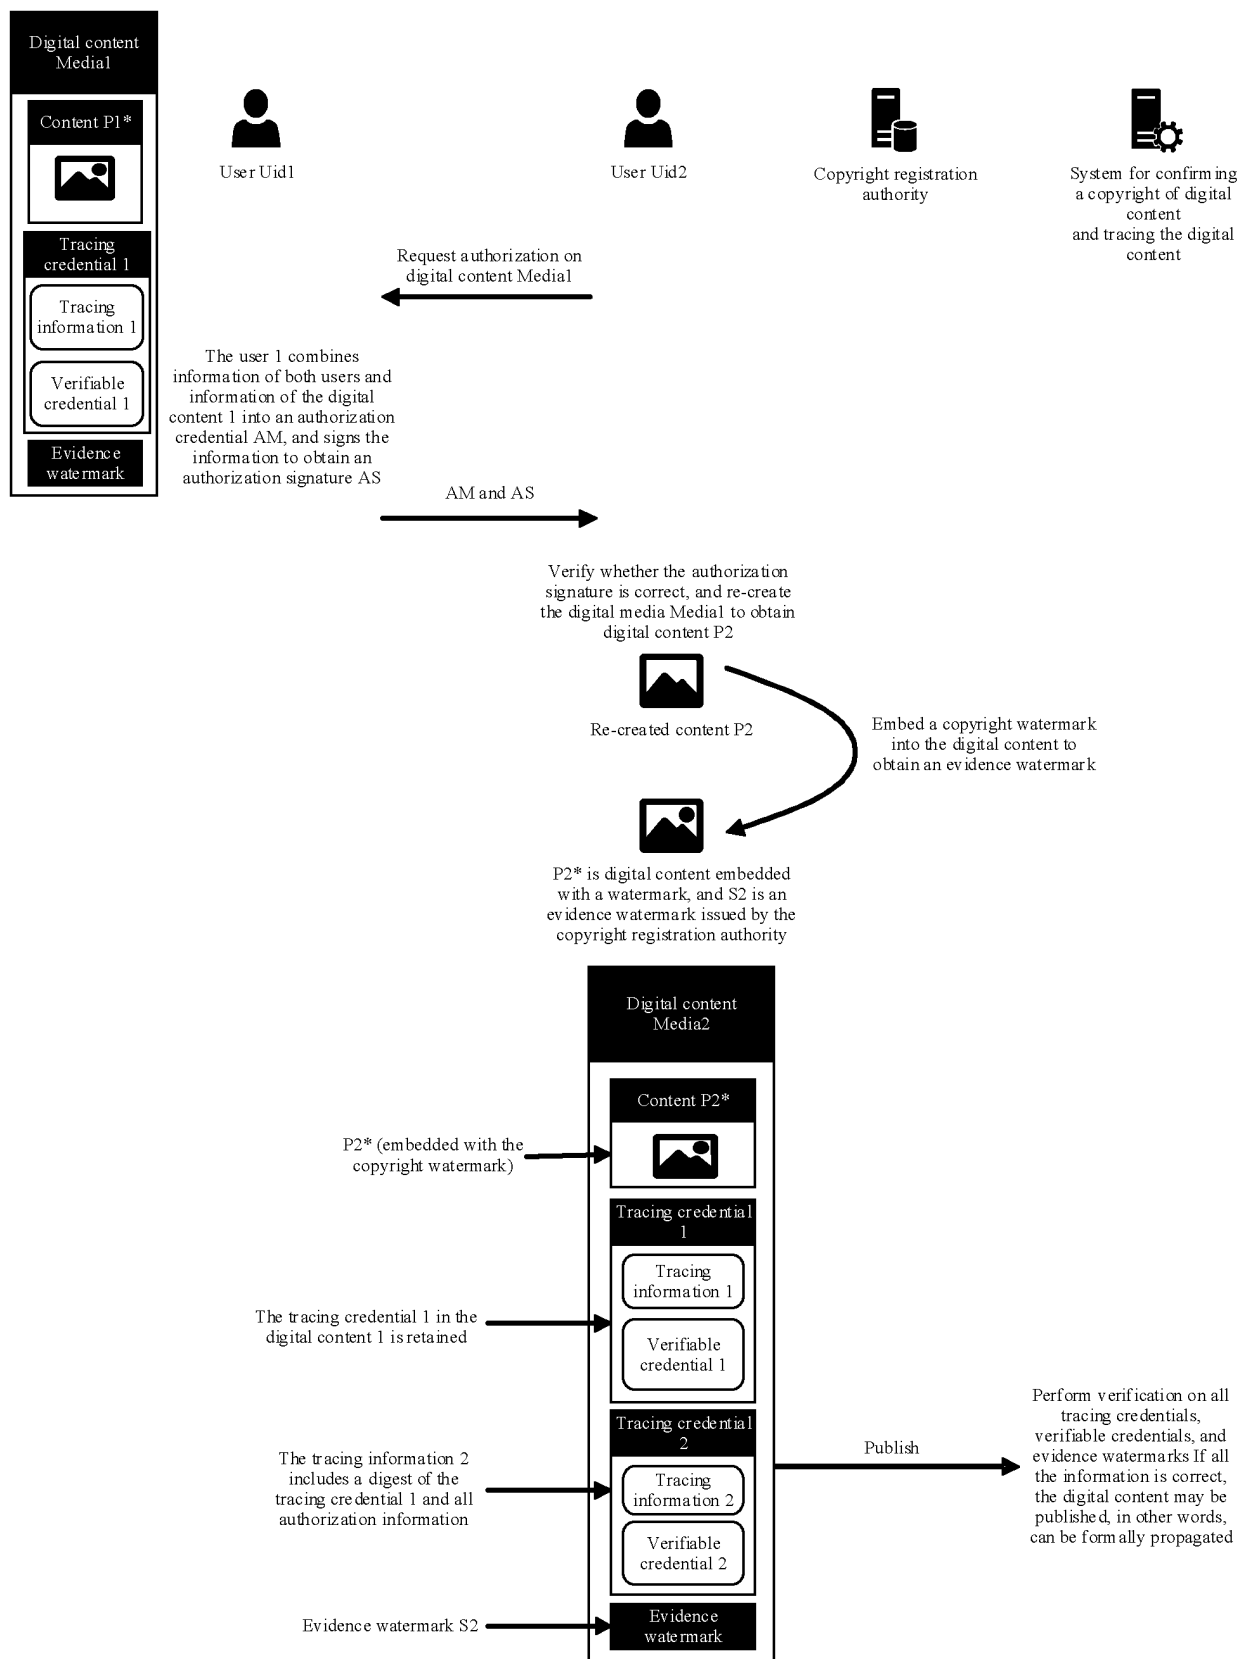 Digital content
Media1
Content P1*
Tracing
credential 1
Tracing
information 1
Verifiable
credential 1
Evidence
watermark
User Uid1
User Uid2
Copyright registration
authority
System for confirming
a copyright of digital
content
and tracing the digital
content
Request authorization on
digital content Media1
The user 1 combines
information of both users and
information of the digital
content 1 into an authorization
credential AM, and signs the
information to obtain an
authorization signature AS
AM and AS
Verify whether the authorization
signature is correct, and re-create
the digital media Media1 to obtain
digital content P2
Re-created content P2
Embed a copyright watermark
into the digital content to
obtain an evidence watermark
P2* is digital content embedded
with a watermark, and S2 is an
evidence watermark issued by the
copyright registration authority
Digital content
Media2
Content P2*
P2* (embedded with the
copyright watermark)
Tracing credential
1
Tracing
information 1
Verifiable
credential 1
The tracing credential 1 in the
digital content 1 is retained
Tracing credential
2
Tracing
information 2
Verifiable
credential 2
The tracing information 2
includes a digest of the
tracing credential 1 and all
authorization information
Evidence watermark S2
Evidence
watermark
Publish
Perform verification on all
tracing credentials,
verifiable credentials, and
evidence watermarks If all
the information is correct,
the digital content may be
published, in other words,
can be formally propagated